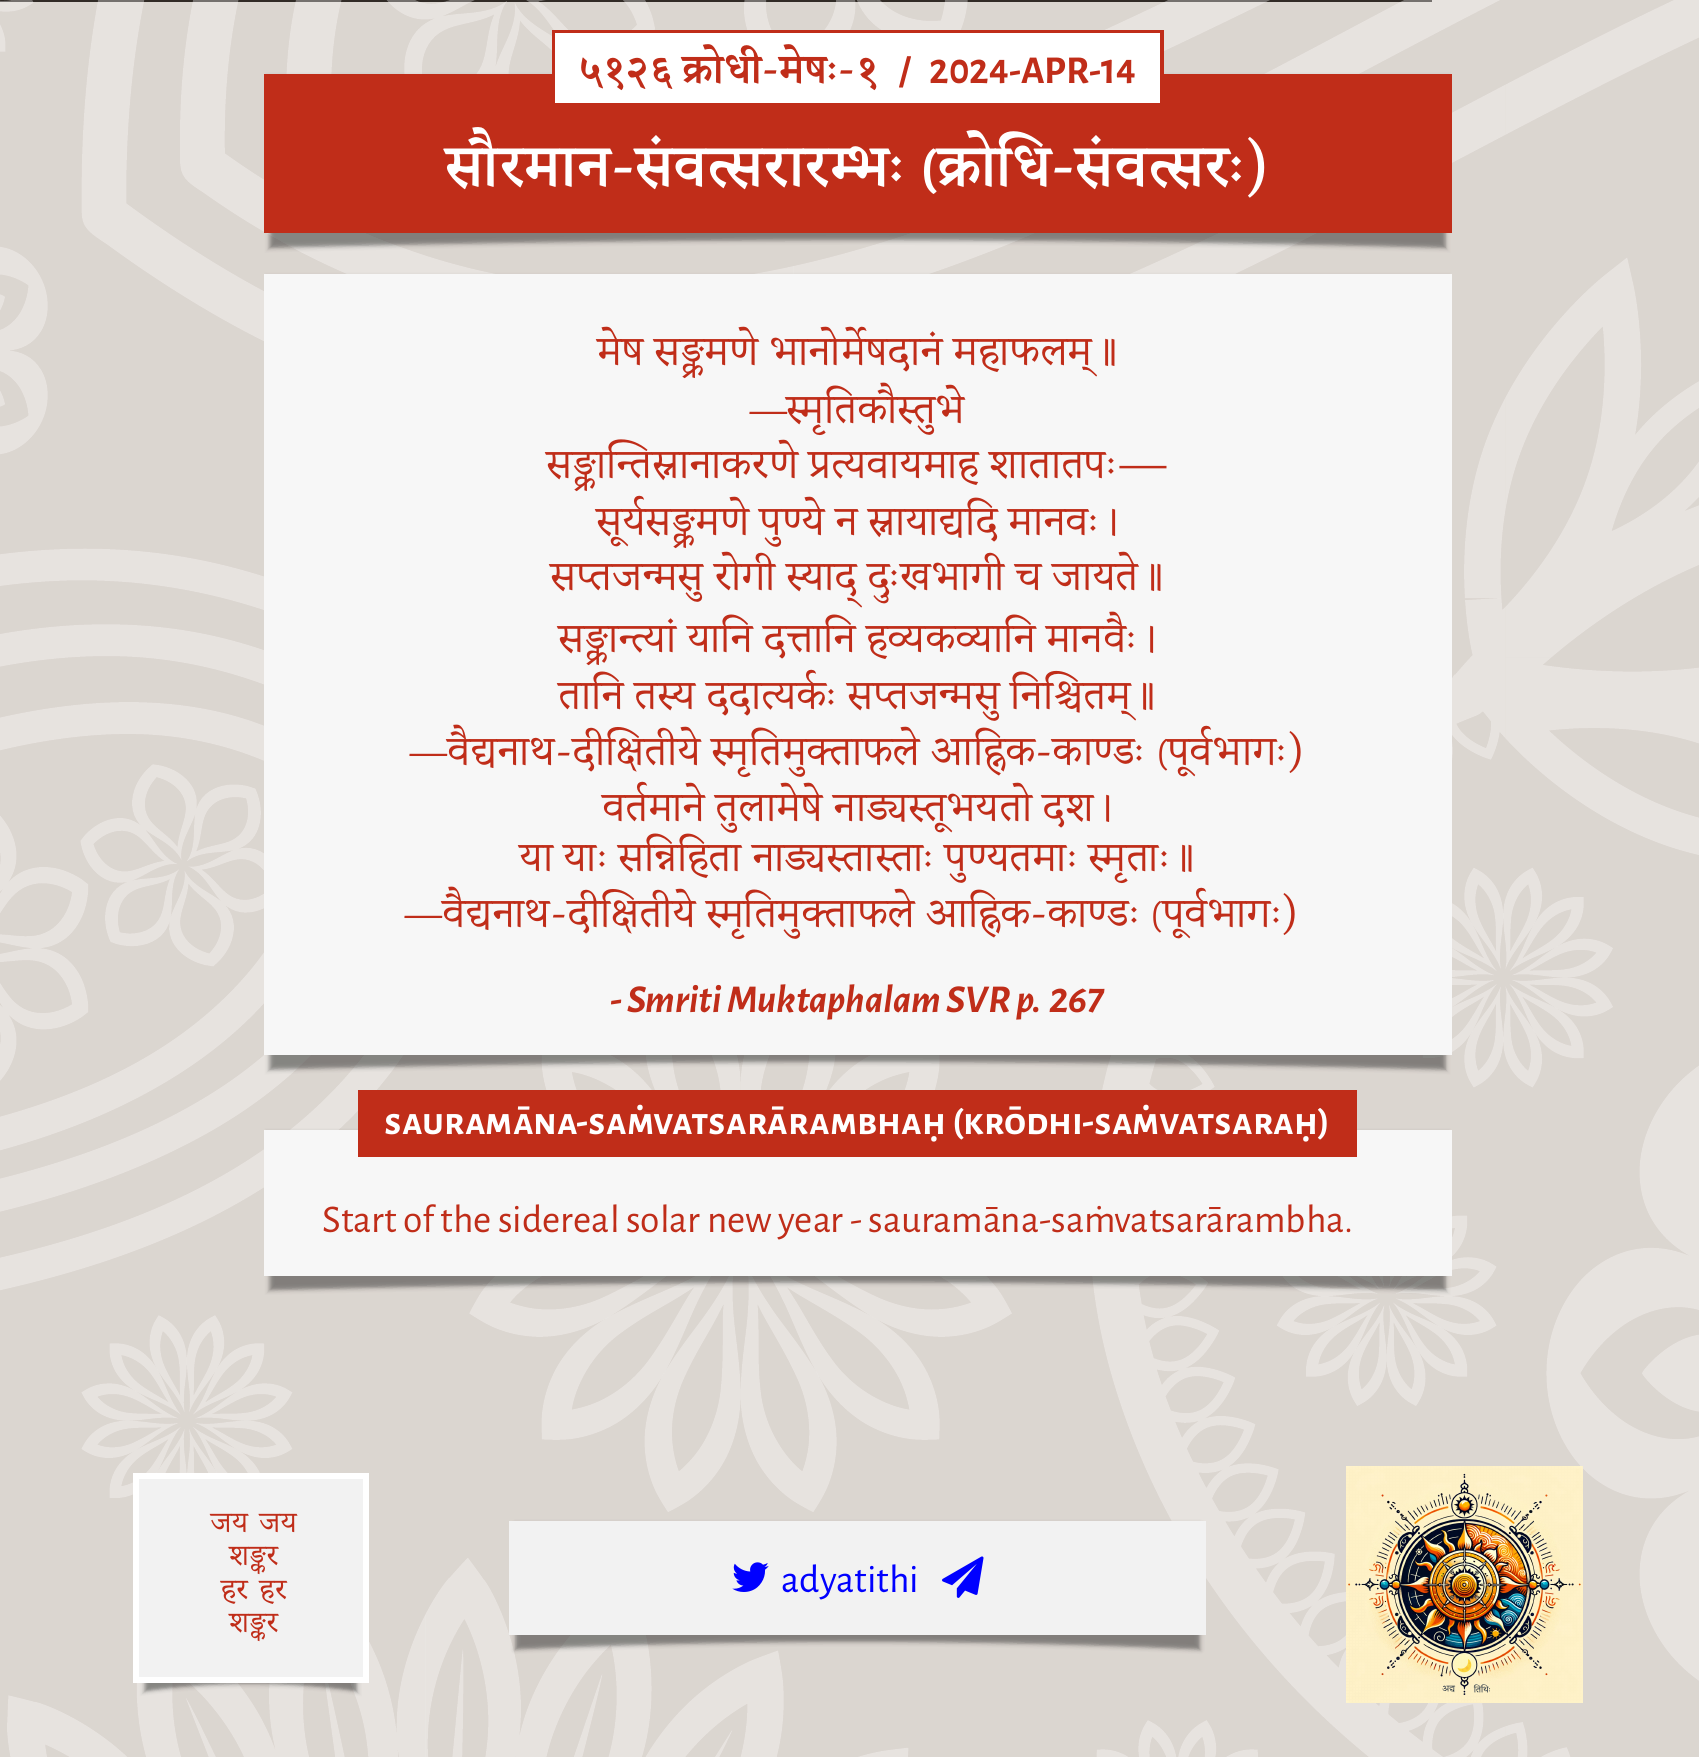 ५१२६ क्रोधी-मेषः-१ / 2024-APR-14
सौरमान-संवत्सरारम्भः (क्रोधि-संवत्सरः)
मेष सङ्क्रमणे भानोर्मेषदानं महाफलम्॥
—स्मृतिकौस्तुभे
सङ्क्रान्तिस्नानाकरणे प्रत्यवायमाह शातातपः—
सूर्यसङ्क्रमणे पुण्ये न स्नायाद्यदि मानवः।
सप्तजन्मसु रोगी स्याद् दुःखभागी च जायते॥
सङ्क्रान्त्यां यानि दत्तानि हव्यकव्यानि मानवैः।
तानि तस्य ददात्यर्कः सप्तजन्मसु निश्चितम्॥
—वैद्यनाथ-दीक्षितीये स्मृतिमुक्ताफले आह्निक-काण्डः (पूर्वभागः)
वर्तमाने तुलामेषे नाड्यस्तूभयतो दश।
या याः सन्निहिता नाड्यस्तास्ताः पुण्यतमाः स्मृताः॥
—वैद्यनाथ-दीक्षितीये स्मृतिमुक्ताफले आह्निक-काण्डः (पूर्वभागः)
- Smriti Muktaphalam SVR p. 267
SAURAMĀNA-SAṀVATSARĀRAMBHAḤ (KRŌDHI-SAṀVATSARAḤ)
Start of the sidereal solar new year - sauramāna-saṁvatsarārambha.
जय जय
शङ्कर
हर हर
शङ्कर
adyatithi
अद्य तिथिः